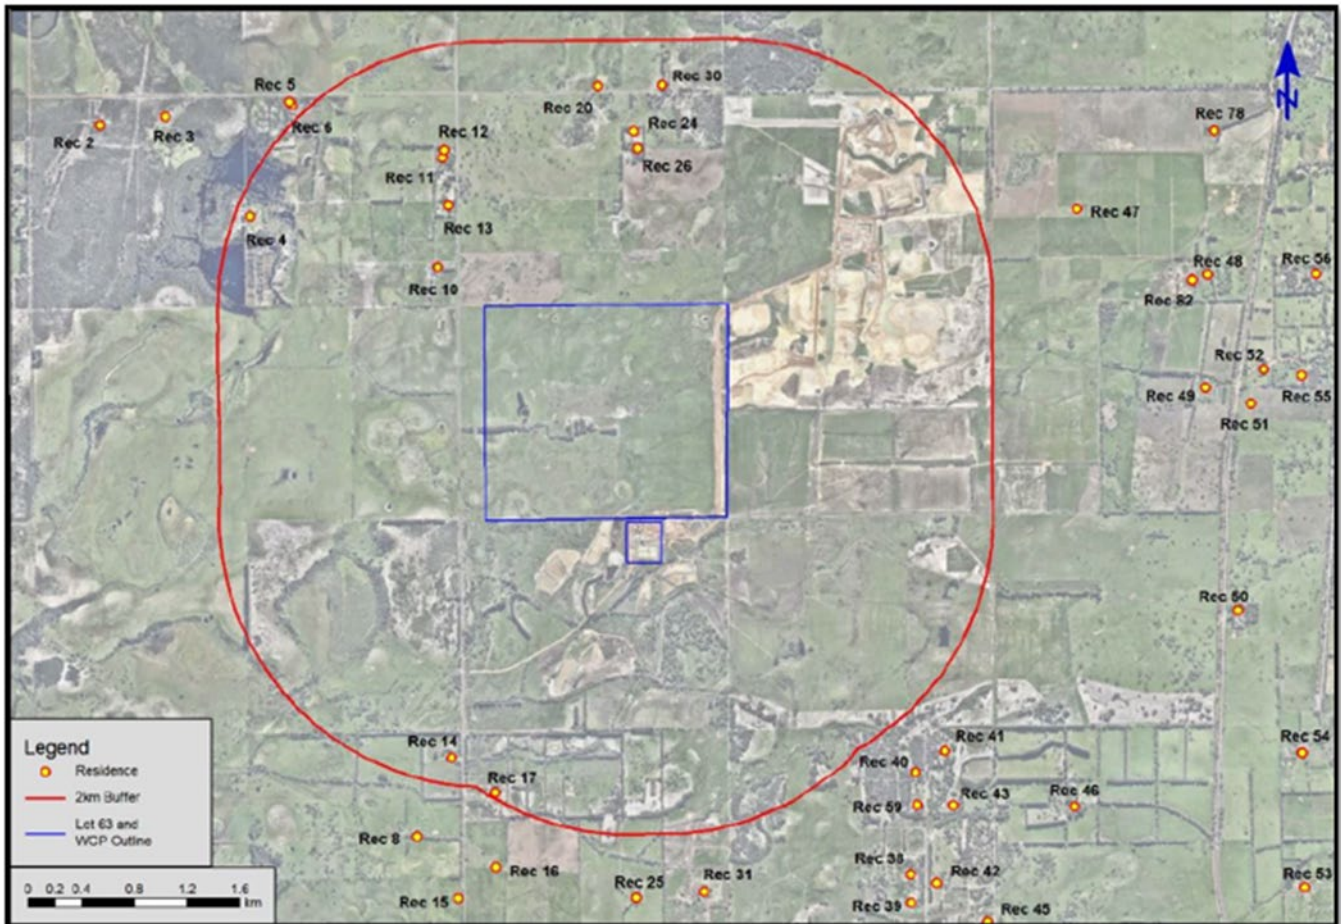 Rec 5
Rec 30
Rec 20
Rec 2
Rec 3
Rec 6
Rec 12
Rec 24
Rec 78
N
Rec 11
Rec 26
Rec 4
Rec 13
Rec 47
Rec 10
Rec 48
Rec 56
Rec 82
Rec 52
Rec 49
Rec 55
Rec 51
Rec 50
Rec 14
Rec 41
Rec 54
Rec 40
Rec 17
Rec 59
Rec 43
Rec 46
Rec 8
Rec 38
Rec 16
Rec 25
Rec 31
Rec 42
Rec 53
Rec 15
Rec 39
Rec 45
Legend
Residence
2km Buffer
Lot 63 and
WCP Outline
0 0.2 0.4 0.8 1.2 1.6
km